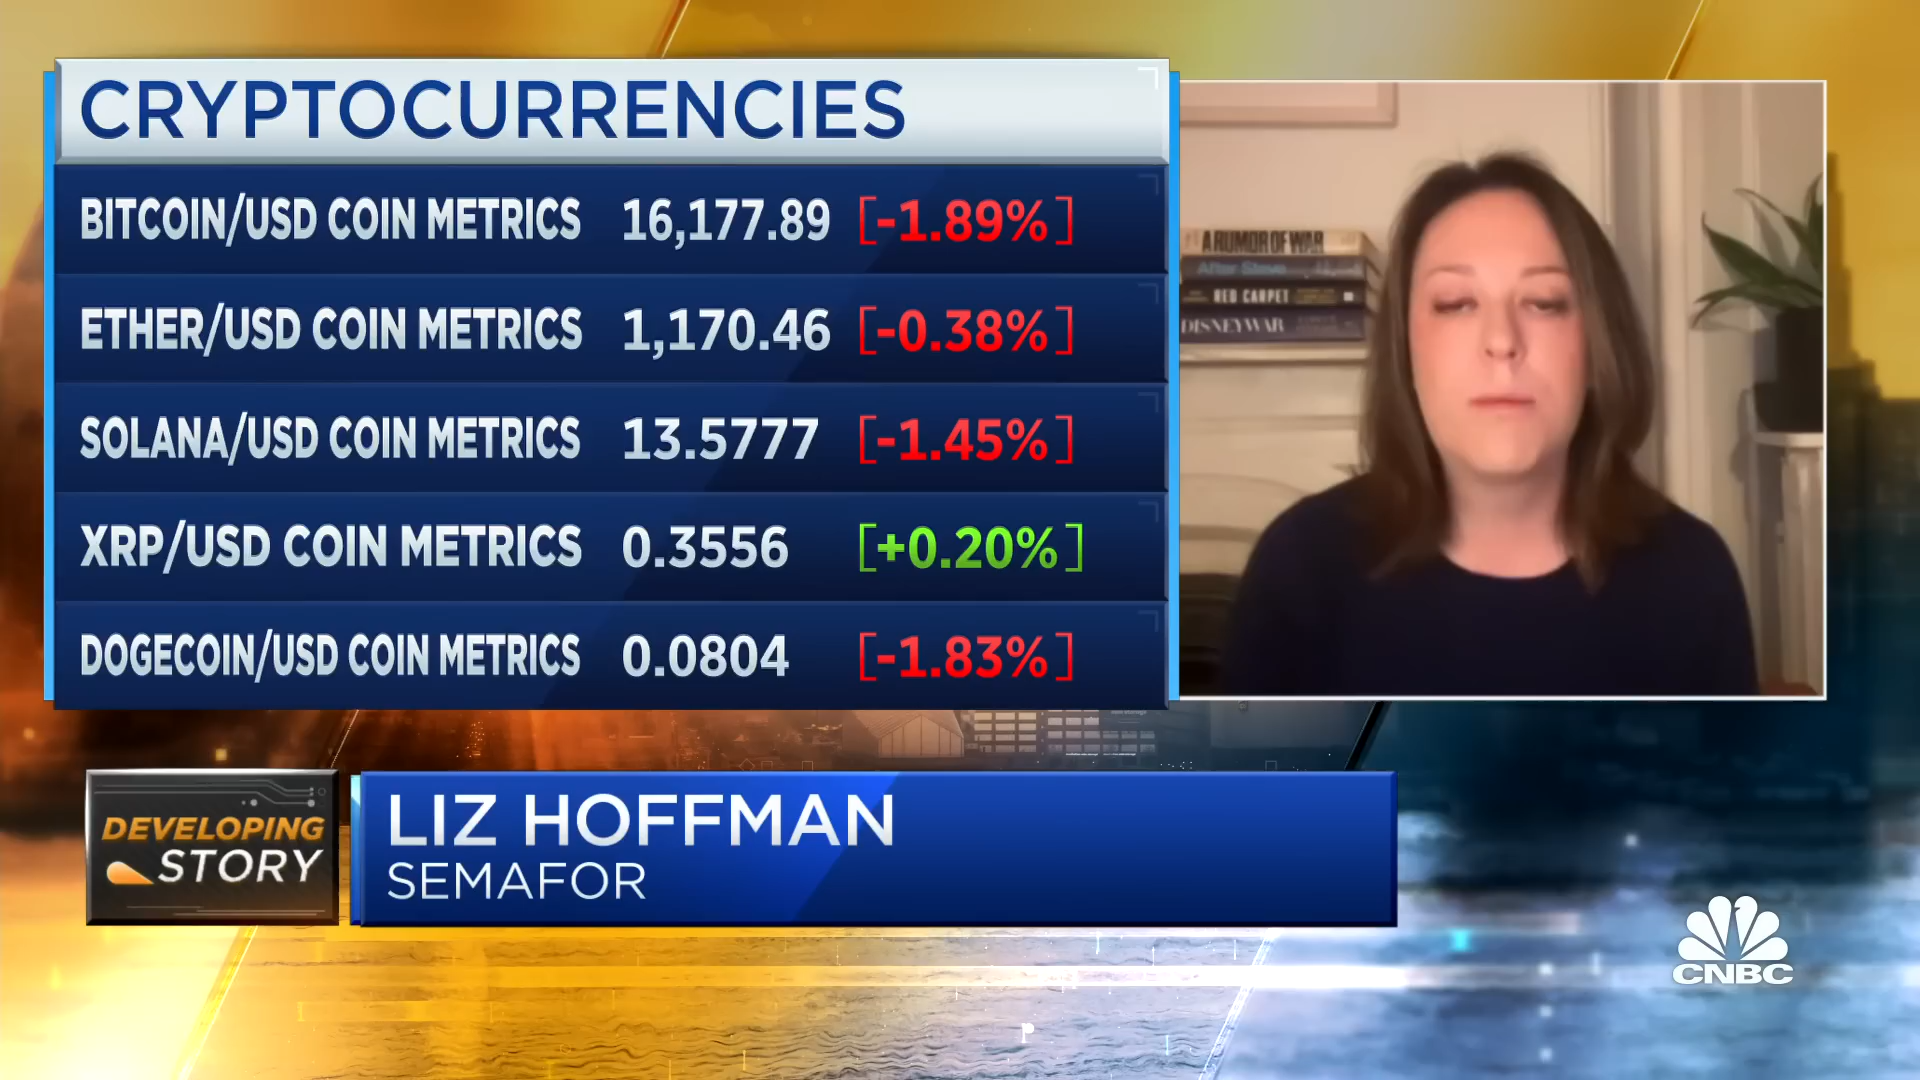 CRYPTOCURRENCIES
BITCOIN/USD COIN METRICS 16,177.89 [-1.89%]
ETHER/USD COIN METRICS 1,170.46 [-0.38%]
SOLANA/USD COIN METRICS 13.5777 [-1.45%]
XRP/USD COIN METRICS 0.3556 [+0.20%]
DOGECOIN/USD COIN METRICS 0.0804 [-1.83%]
A RUMOR OF WAR
After Steve
RED CARPET
DISNEYWAR
DEVELOPING
STORY
LIZ HOFFMAN
SEMAFOR
CNBC